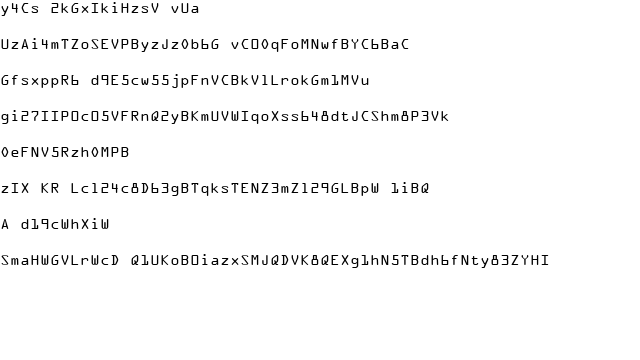 y4Cs 2kGxIkiHzsV vUa
UzAi4mTZoSEVPByzJz0b6G vCO0qFoMNwfBYC6BaC
GfsxppR6 d9E5cw55jpFnVCBkV1LrokGm1MVu
gi27IIPOcO5VFRnQ2yBKmUVWIqoXss648dtJCShm8P3Vk
0eFNV5Rzh0MPB
zIX KR Lc124c8D63gBTqksTENZ3mZ129GLBpW 1iBQ
A d19cWhXiW
SmaHWGVLrWcD Q1UKoBOiazxSMJQDVK8QEXg1hN5TBdh6fNty83ZYHI